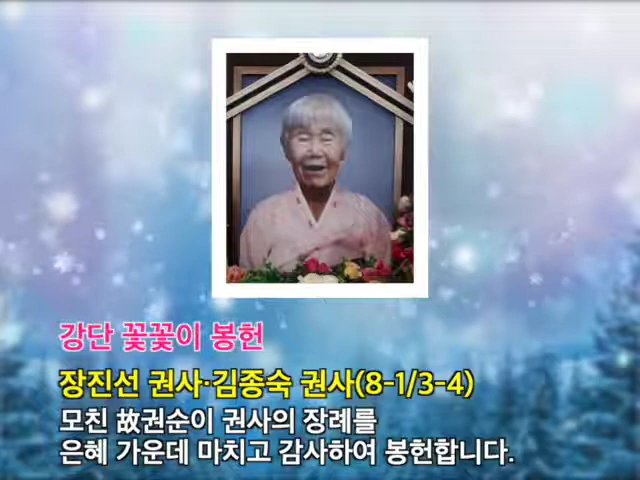 강단 꽃꽂이 봉헌
장진선 권사·김종숙 권사(8-1/3-4)
모친 故권순이 권사의 장례를
은혜 가운데 마치고 감사하여 봉헌합니다.